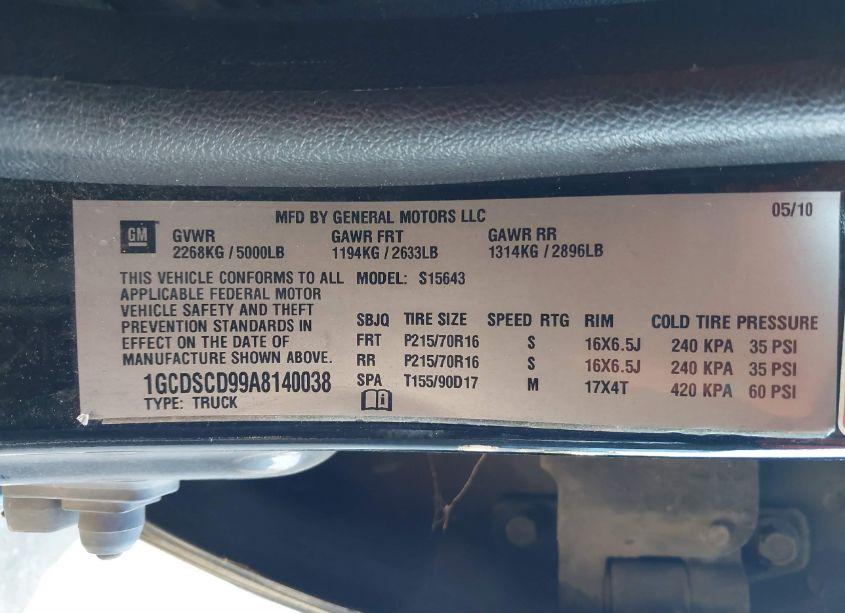 MFD BY GENERAL MOTORS LLC 05/10
GM GVWR GAWR FRT GAWR RR
2268KG / 5000LB 1194KG / 2633LB 1314KG / 2896LB
THIS VEHICLE CONFORMS TO ALL MODEL: S15643
APPLICABLE FEDERAL MOTOR
VEHICLE SAFETY AND THEFT
PREVENTION STANDARDS IN
EFFECT ON THE DATE OF
MANUFACTURE SHOWN ABOVE.
SBJQ TIRE SIZE SPEED RTG RIM COLD TIRE PRESSURE
FRT P215/70R16 S 16X6.5J 240 KPA 35 PSI
RR P215/70R16 S 16X6.5J 240 KPA 35 PSI
SPA T155/90D17 M 17X4T 420 KPA 60 PSI
1GCDSCD99A8140038
TYPE: TRUCK